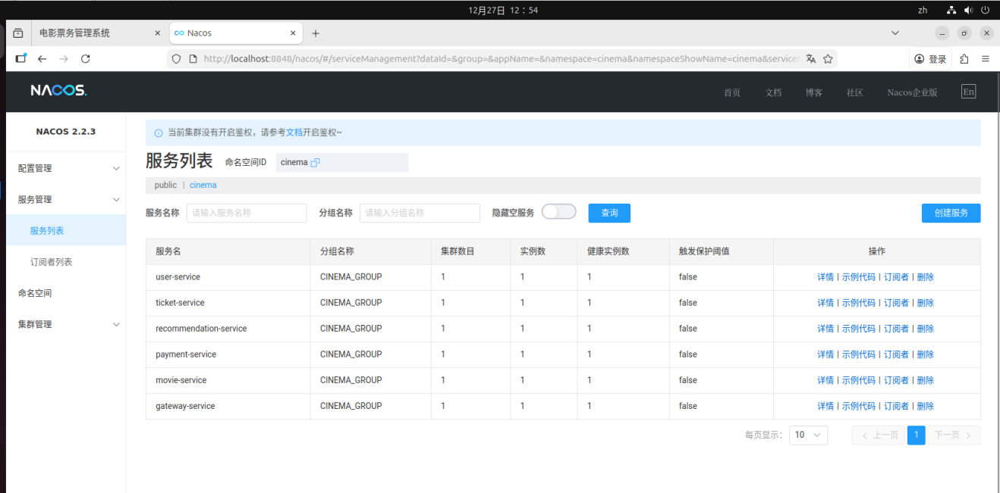 12月27日 12：54
zh
电影票务管理系统
Nacos
http://localhost:8848/nacos/#/serviceManagement?dataId=&group=&appName=&namespace=cinema&namespaceShowName=cinema&service
登录
NACOS.
首页 文档 博客 社区 Nacos企业版 En
NACOS 2.2.3
配置管理
服务管理
服务列表
订阅者列表
命名空间
集群管理
当前集群没有开启鉴权，请参考文档开启鉴权~
服务列表 命名空间ID cinema
public | cinema
服务名称 请输入服务名称 分组名称 请输入分组名称 隐藏空服务 查询 创建服务
服务名 分组名称 集群数目 实例数 健康实例数 触发保护阈值 操作
user-service CINEMA_GROUP 1 1 1 false 详情 | 示例代码 | 订阅者 | 删除
ticket-service CINEMA_GROUP 1 1 1 false 详情 | 示例代码 | 订阅者 | 删除
recommendation-service CINEMA_GROUP 1 1 1 false 详情 | 示例代码 | 订阅者 | 删除
payment-service CINEMA_GROUP 1 1 1 false 详情 | 示例代码 | 订阅者 | 删除
movie-service CINEMA_GROUP 1 1 1 false 详情 | 示例代码 | 订阅者 | 删除
gateway-service CINEMA_GROUP 1 1 1 false 详情 | 示例代码 | 订阅者 | 删除
每页显示： 10 上一页 1 下一页